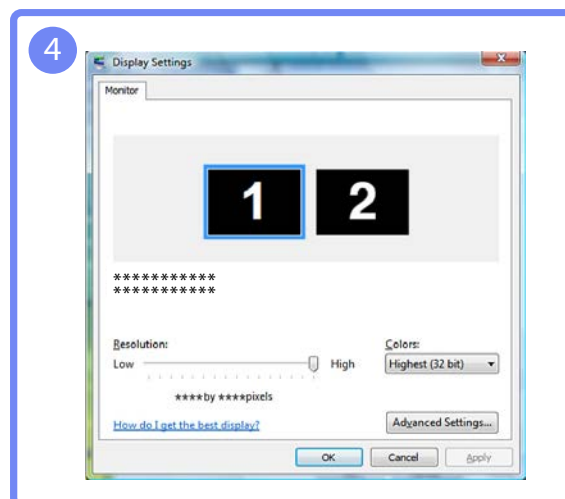 4
Display Settings
Monitor
1 2
***********
***********
Resolution: Colors:
Low High Highest (32 bit)
****by ****pixels
How do I get the best display? Advanced Settings...
OK Cancel Apply